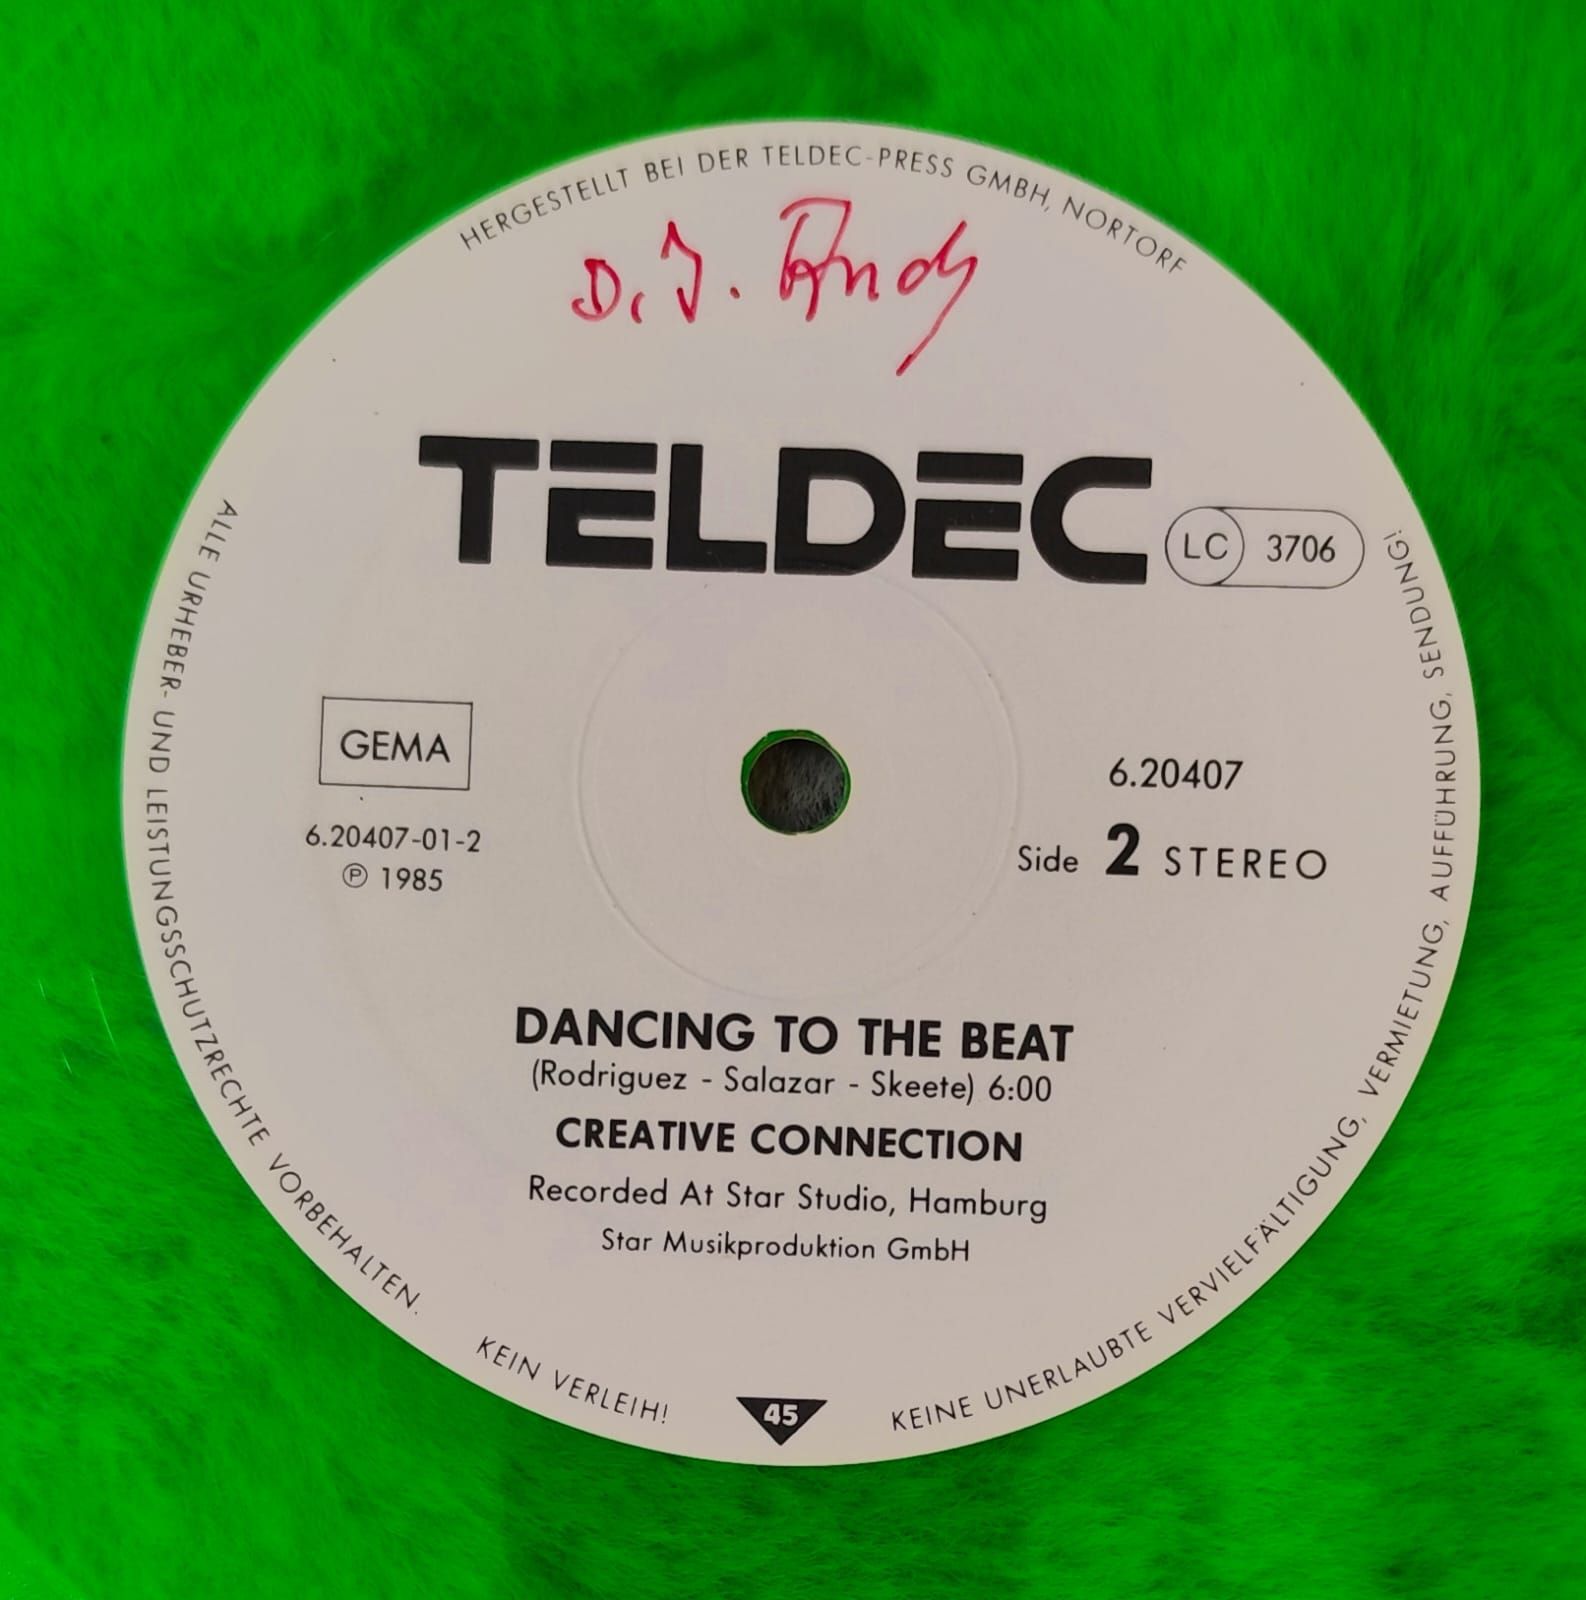 HERGESTELLT BEI DER TELDEC-PRESS GMBH, NORTORF
D.J. Andy
TELDEC
LC 3706
GEMA
6.20407-01-2
℗ 1985
6.20407
Side 2 STEREO
DANCING TO THE BEAT
(Rodriguez - Salazar - Skeete) 6:00
CREATIVE CONNECTION
Recorded At Star Studio, Hamburg
Star Musikproduktion GmbH
ALLE URHEBER- UND LEISTUNGSSCHUTZRECHTE VORBEHALTEN.
KEIN VERLEIH!
45
KEINE UNERLAUBTE VERVIELFÄLTIGUNG, VERMIETUNG, AUFFÜHRUNG, SENDUNG!